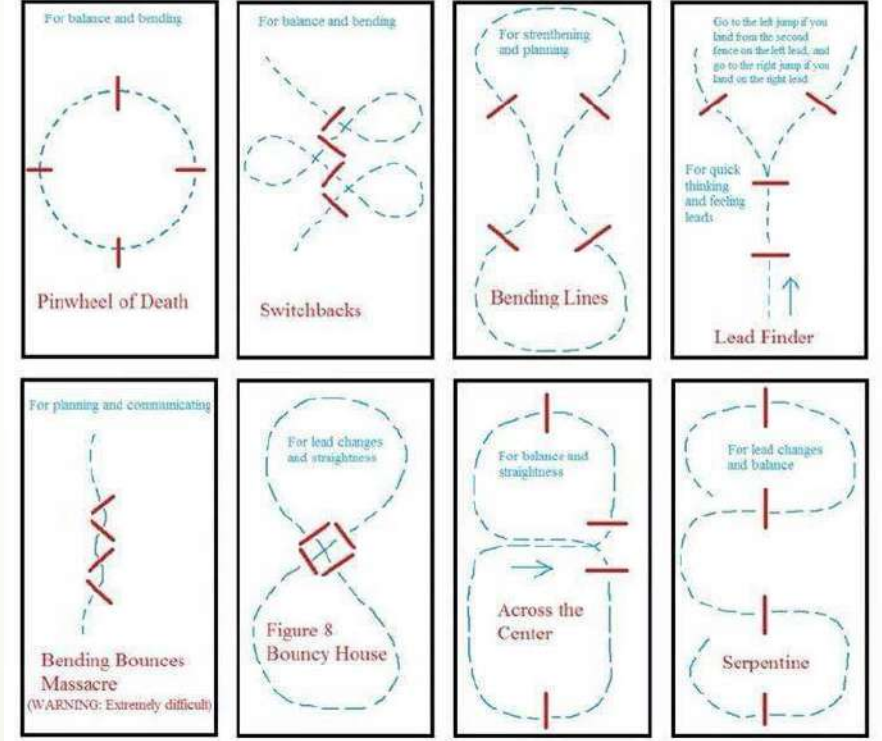 For balance and bending
Pinwheel of Death
For balance and bending
Switchbacks
For strenthening
and planning
Bending Lines
Go to the left jump if you
land from the second
fence on the left lead, and
go to the right jump if you
land on the right lead
For quick
thinking
and feeling
leads
Lead Finder
For planning and communicating
Bending Bounces
Massacre
(WARNING: Extremely difficult)
For lead changes
and straightness
Figure 8
Bouncy House
For balance and
straightness
Across the
Center
For lead changes
and balance
Serpentine